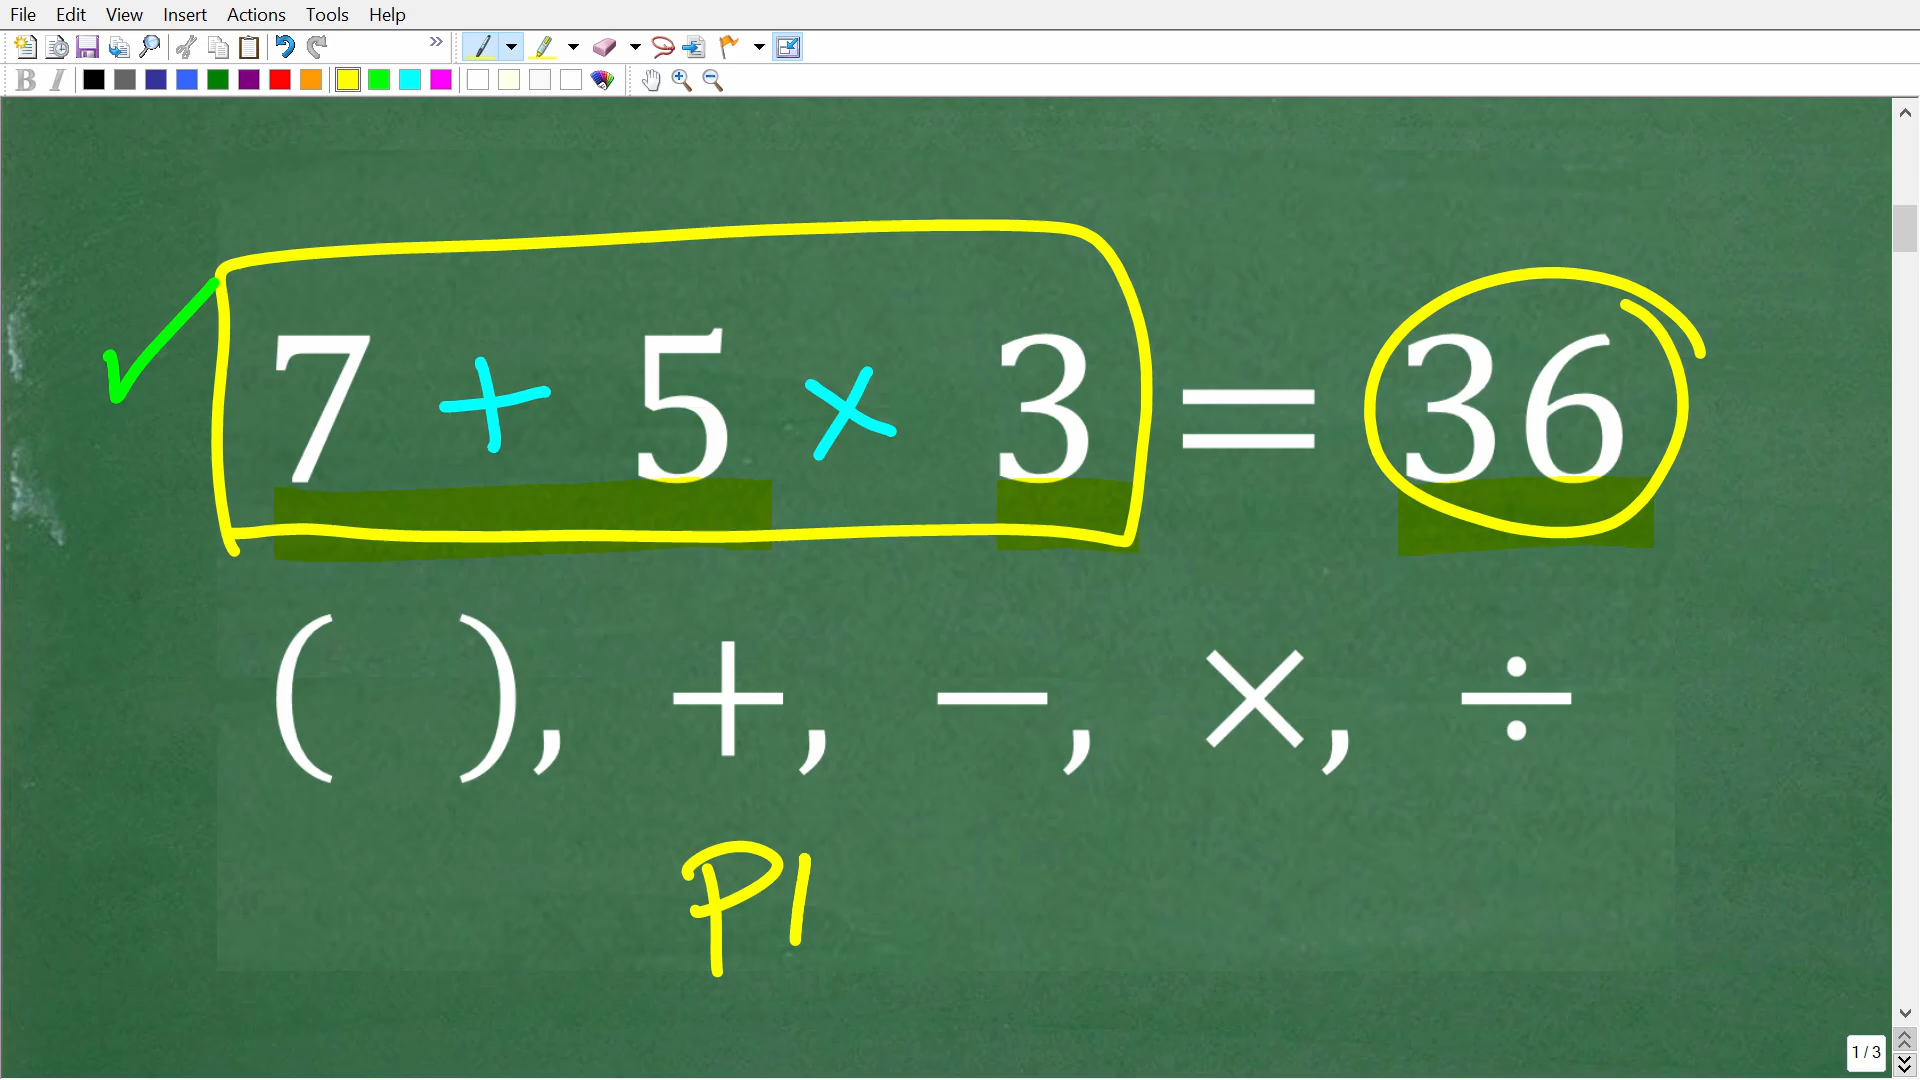 File Edit View Insert Actions Tools Help
B I
7 + 5 × 3 = 36
( ), +, −, ×, ÷
PI
1 / 3